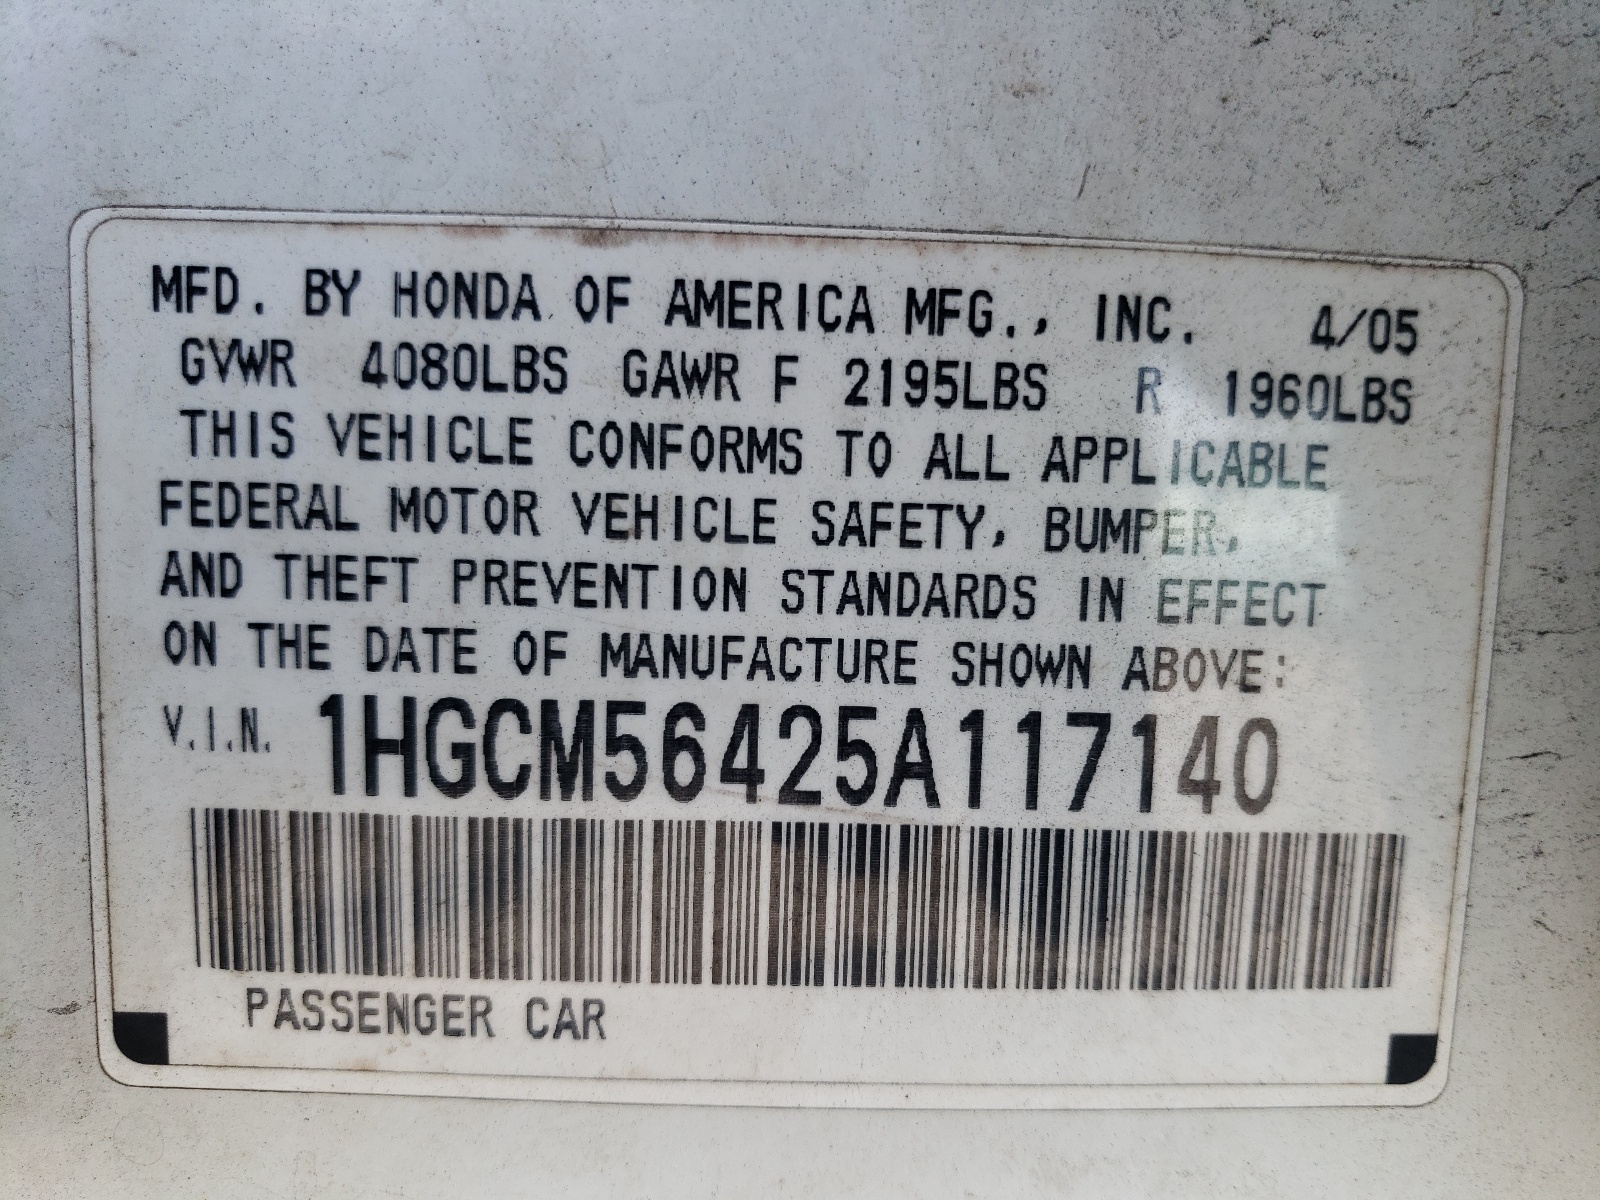 MFD. BY HONDA OF AMERICA MFG., INC. 4/05
GVWR 4080LBS GAWR F 2195LBS R 1960LBS
THIS VEHICLE CONFORMS TO ALL APPLICABLE
FEDERAL MOTOR VEHICLE SAFETY, BUMPER,
AND THEFT PREVENTION STANDARDS IN EFFECT
ON THE DATE OF MANUFACTURE SHOWN ABOVE:
V.I.N. 1HGCM56425A117140
PASSENGER CAR